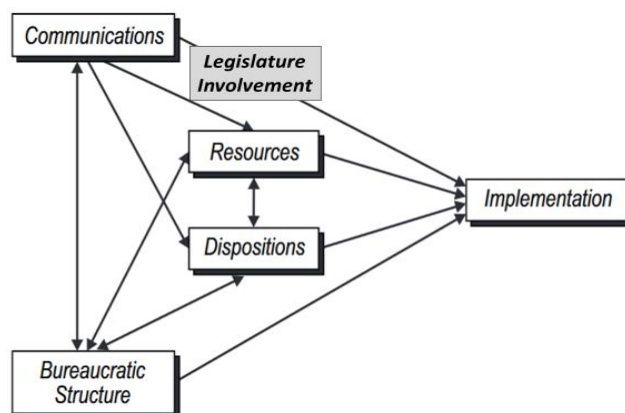 Communications
Legislature
Involvement
Resources
Implementation
Dispositions
Bureaucratic
Structure